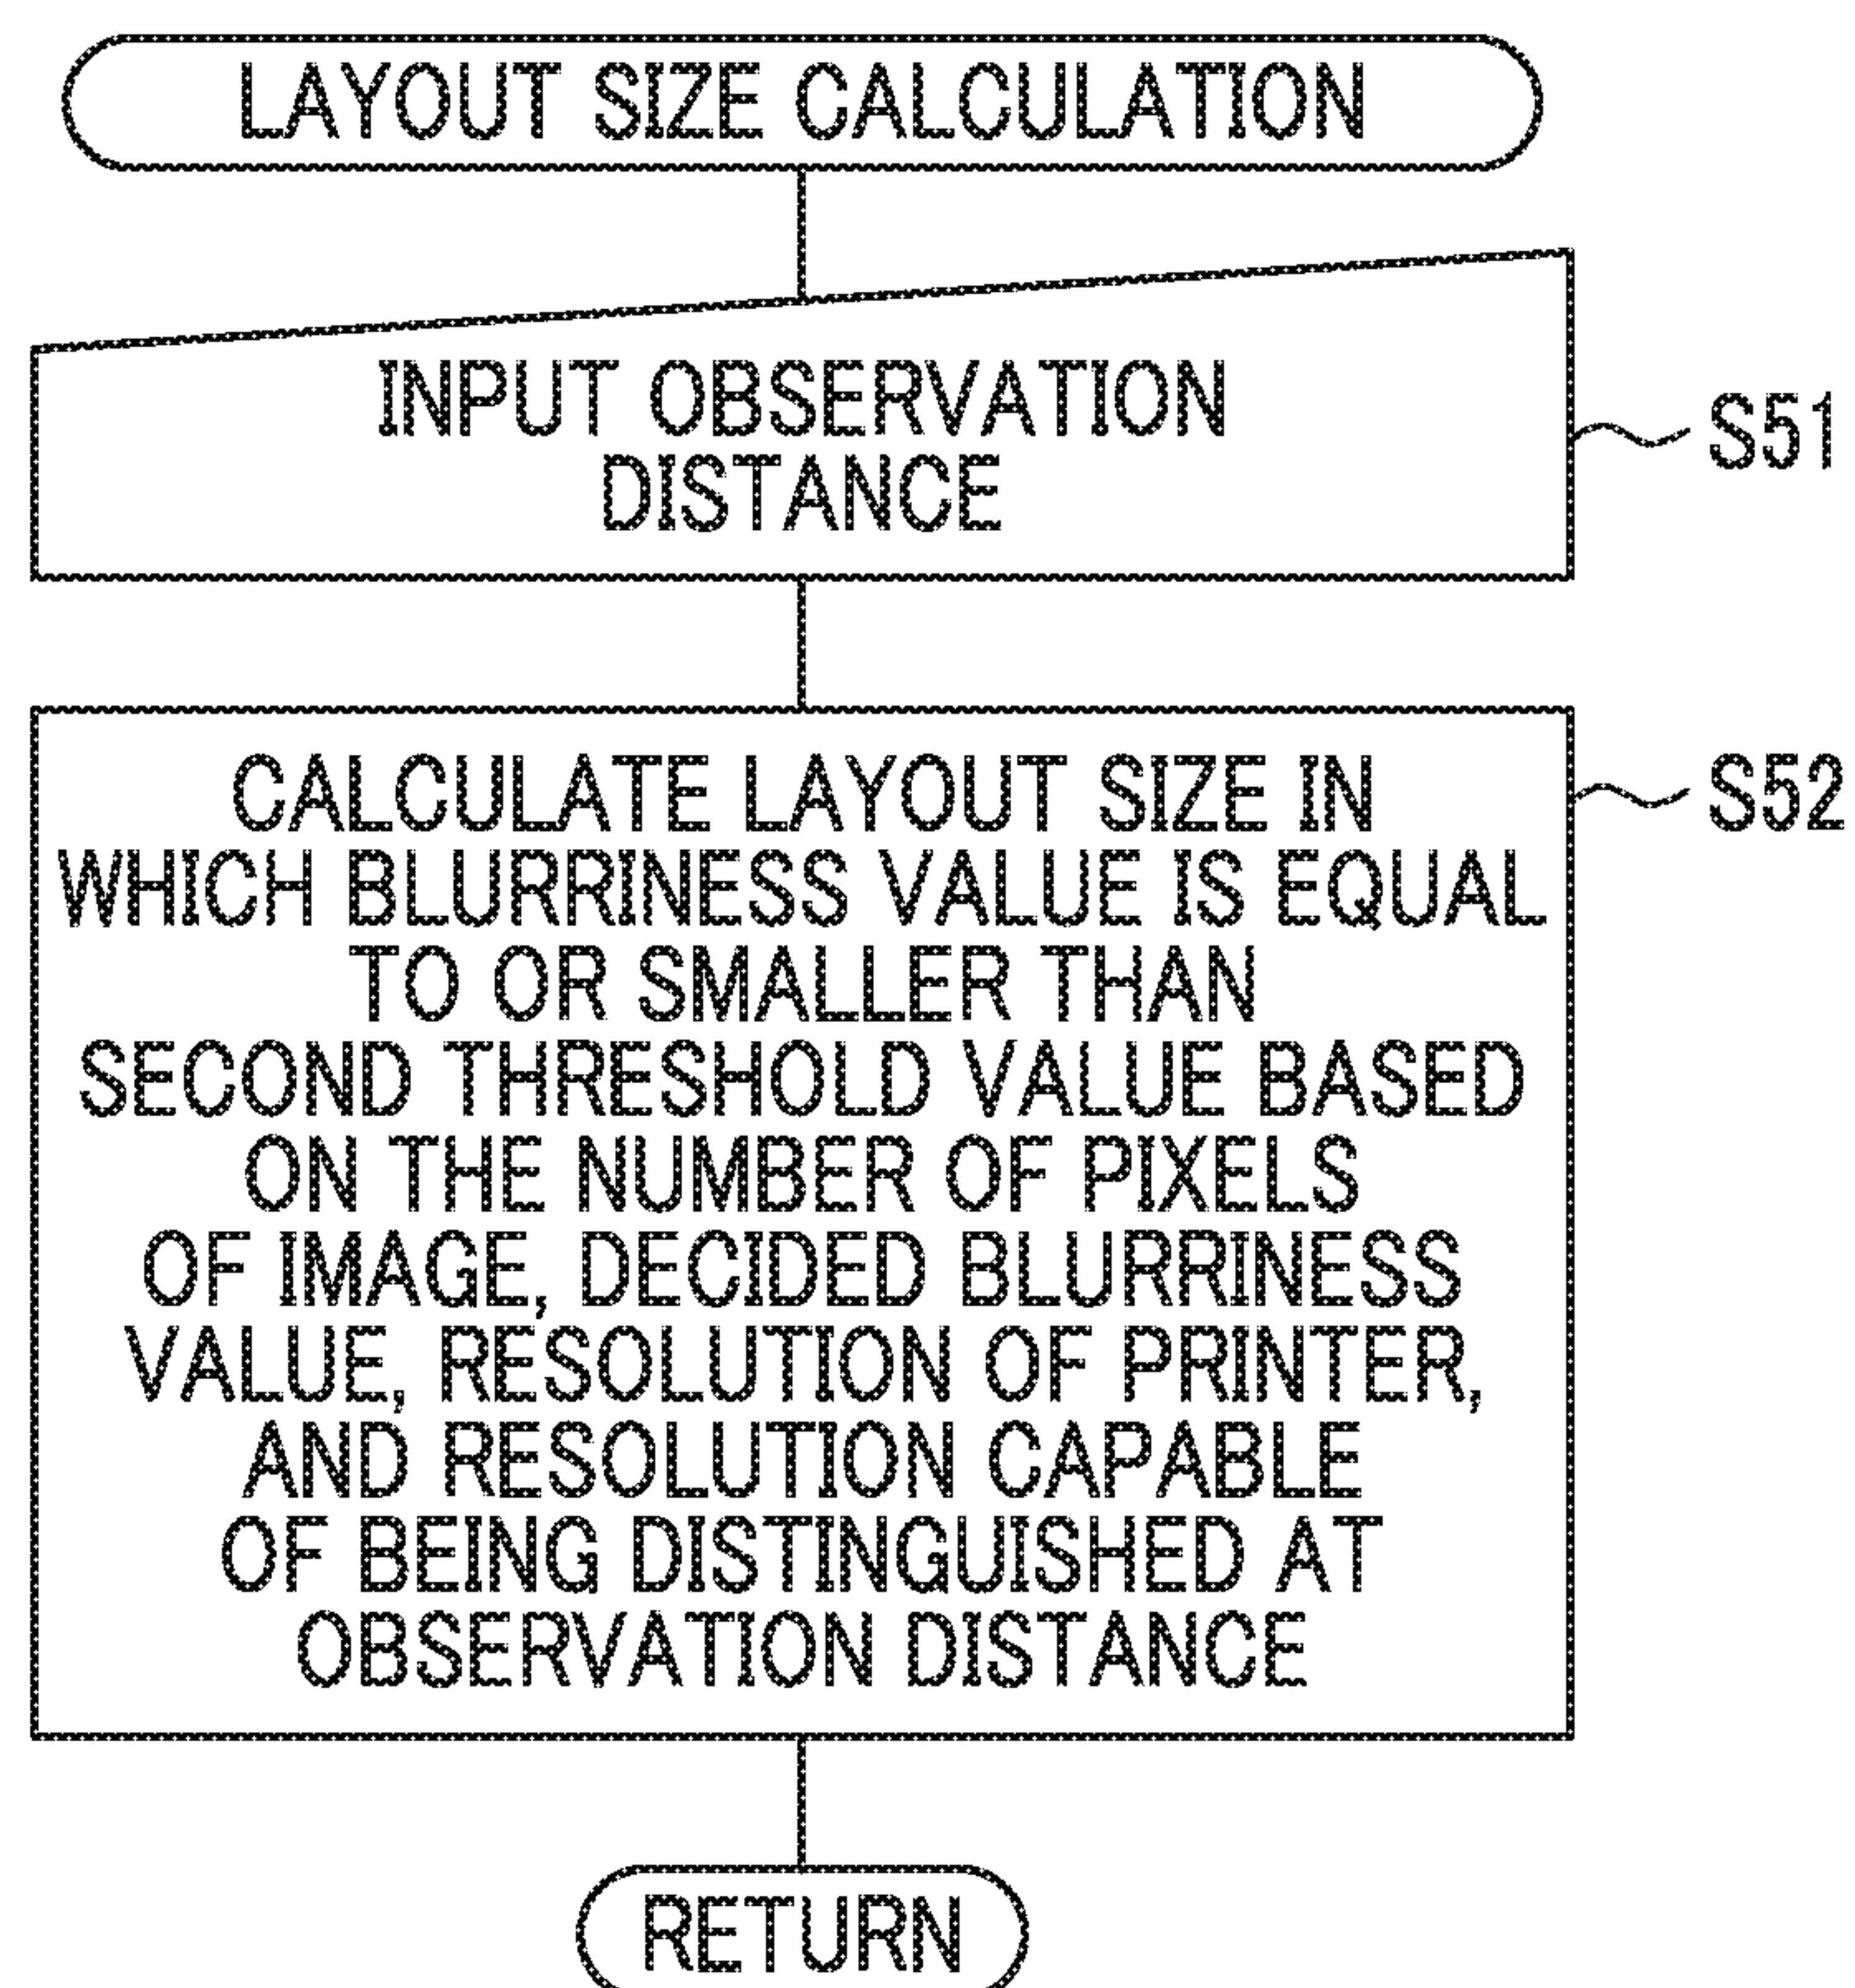 LAYOUT SIZE CALCULATION
INPUT OBSERVATION
DISTANCE
S51
CALCULATE LAYOUT SIZE IN
WHICH BLURRINESS VALUE IS EQUAL
TO OR SMALLER THAN
SECOND THRESHOLD VALUE BASED
ON THE NUMBER OF PIXELS
OF IMAGE, DECIDED BLURRINESS
VALUE, RESOLUTION OF PRINTER,
AND RESOLUTION CAPABLE
OF BEING DISTINGUISHED AT
OBSERVATION DISTANCE
S52
RETURN